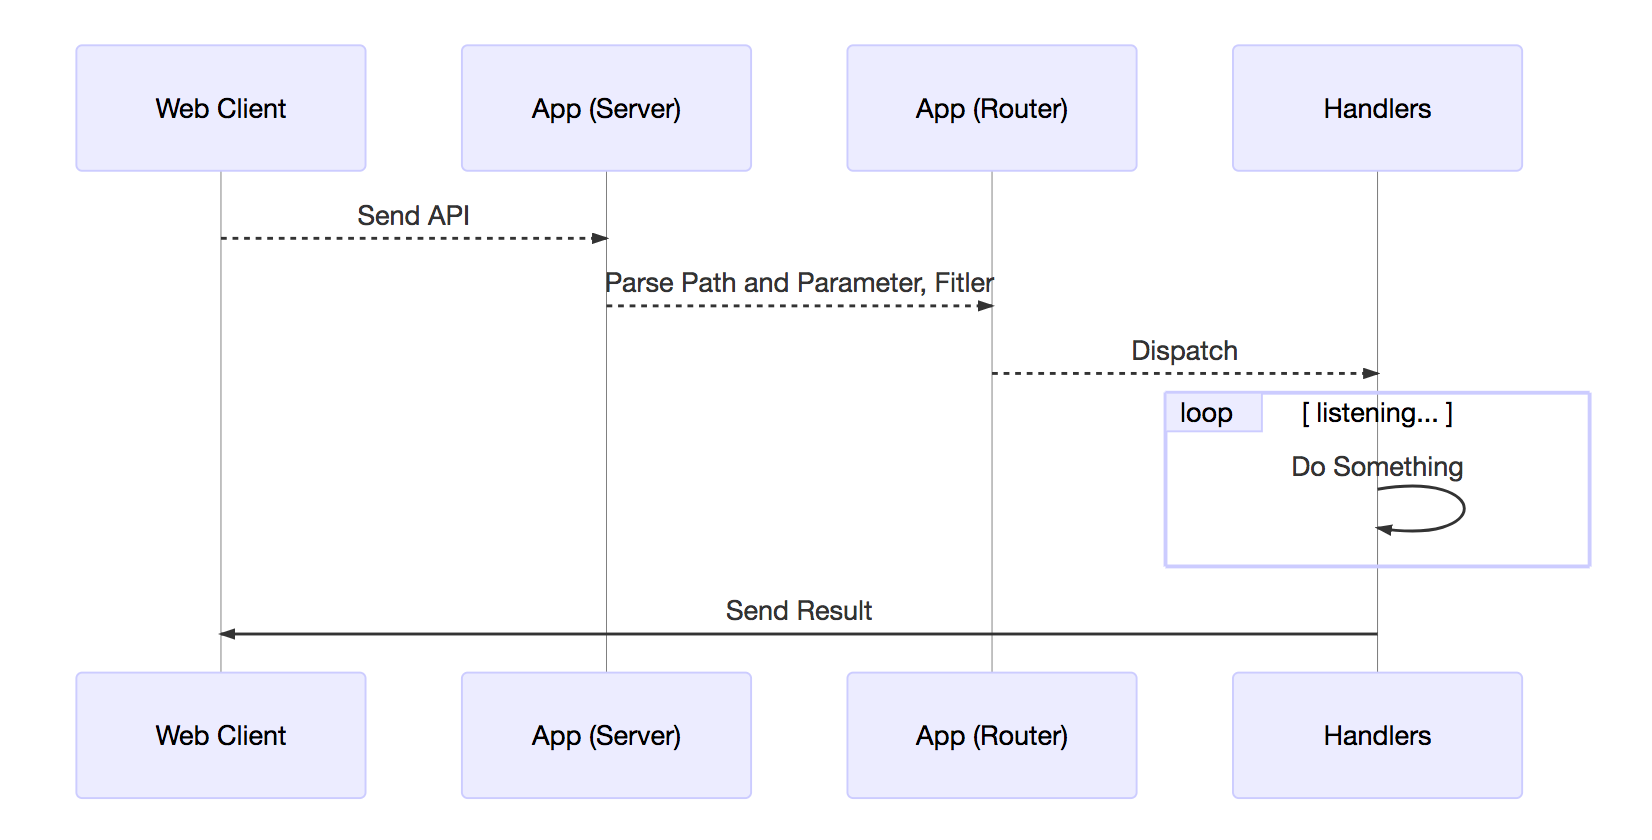 Web Client
App (Server)
App (Router)
Handlers
Send API
Parse Path and Parameter, Fitler
Dispatch
loop
[ listening... ]
Do Something
Send Result
Web Client
App (Server)
App (Router)
Handlers